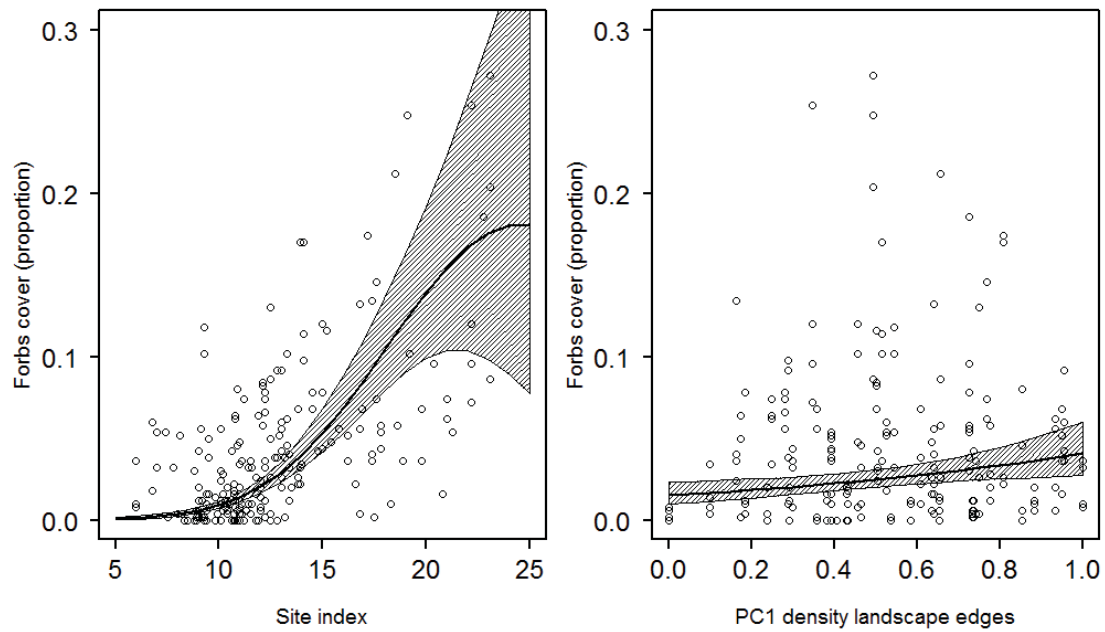 0.3
0.2
0.1
0.0
Forbs cover (proportion)
5 10 15 20 25
Site index
0.3
0.2
0.1
0.0
Forbs cover (proportion)
0.0 0.2 0.4 0.6 0.8 1.0
PC1 density landscape edges